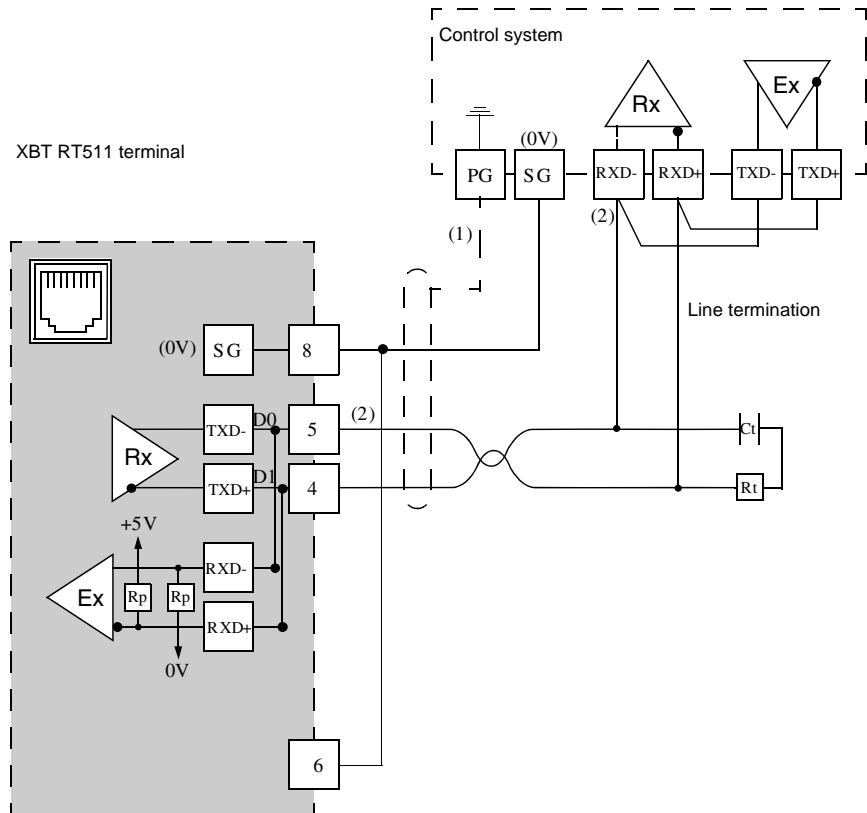 Control system
Rx
Ex
XBT RT511 terminal
(0V)
PG
SG
RXD-
RXD+
TXD-
TXD+
(1)
(2)
Line termination
(0V)
SG
8
TXD-
D0
5
(2)
Ct
Rx
TXD+
D1
4
Rt
+5V
RXD-
Ex
Rp
Rp
RXD+
0V
6